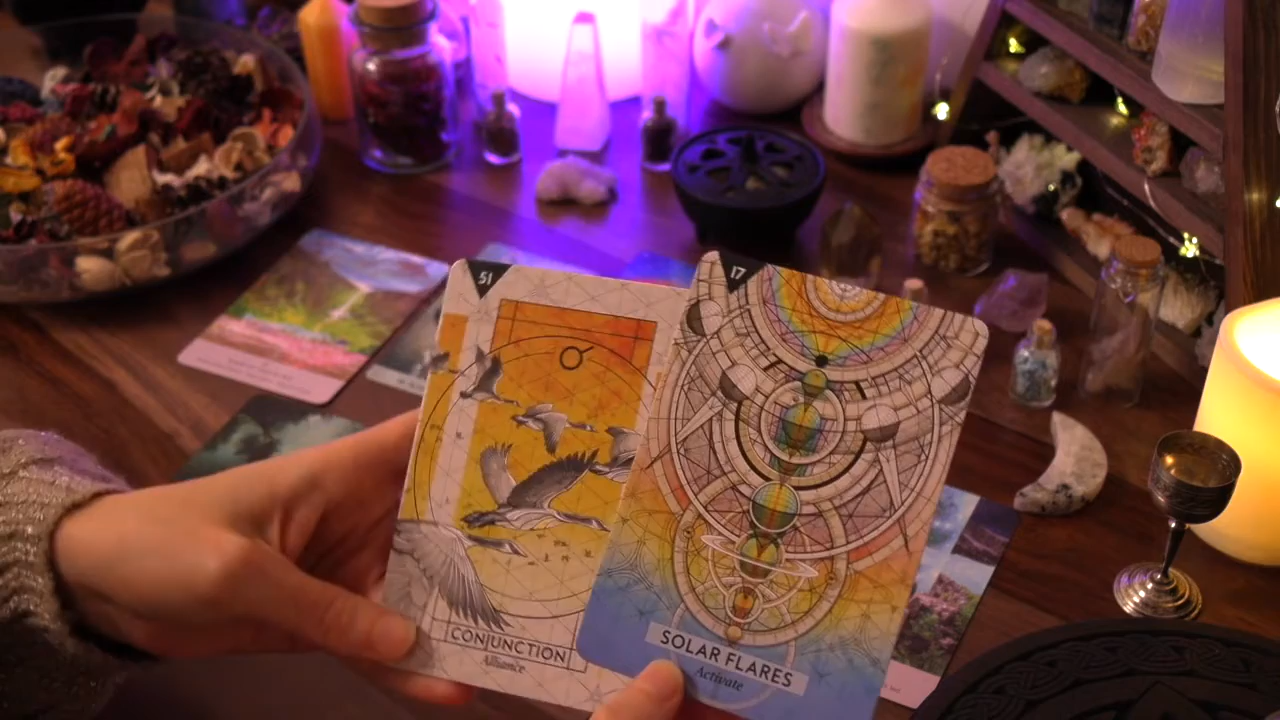 51
CONJUNCTION
Alliance
17
SOLAR FLARES
Activate